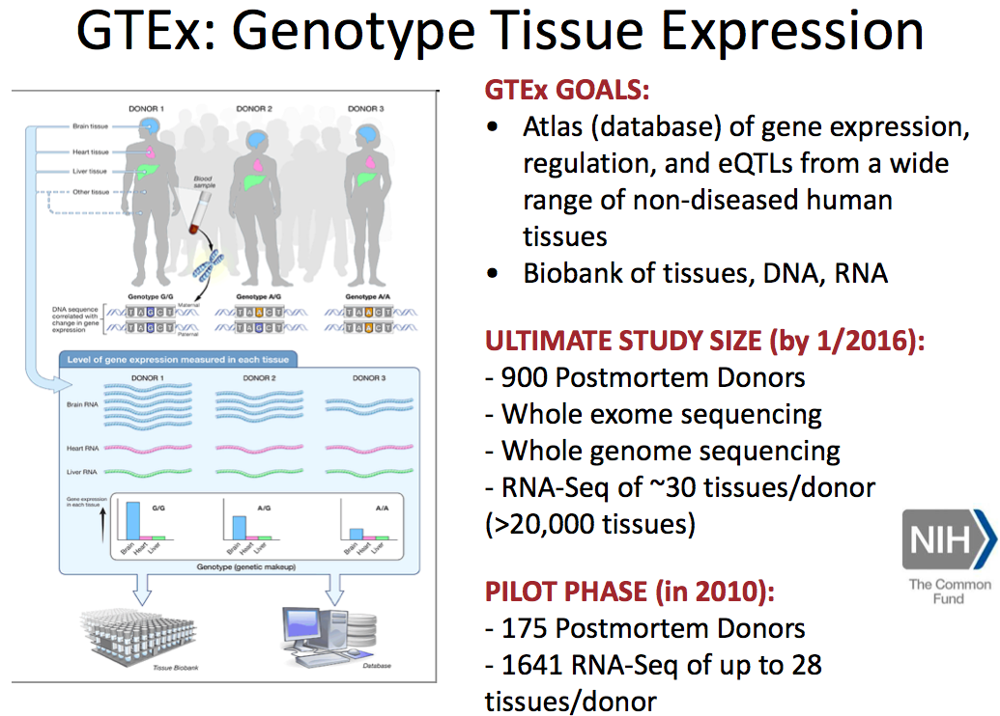 GTEx: Genotype Tissue Expression
DONOR 1
DONOR 2
DONOR 3
Brain tissue
Heart tissue
Liver tissue
Other tissue
Blood
sample
Genotype G/G
Genotype A/G
Genotype A/A
Maternal
DNA sequence
correlated with
change in gene
expression
T A G C T
T A A C T
T A A C T
T A G C T
T A G C T
T A A C T
Paternal
Level of gene expression measured in each tissue
DONOR 1
DONOR 2
DONOR 3
Brain RNA
Heart RNA
Liver RNA
Gene expression
in each tissue
G/G
A/G
A/A
Brain
Heart
Liver
Brain
Heart
Liver
Brain
Heart
Liver
Genotype (genetic makeup)
Tissue Biobank
Database
GTEx GOALS:
• Atlas (database) of gene expression,
regulation, and eQTLs from a wide
range of non-diseased human
tissues
• Biobank of tissues, DNA, RNA
ULTIMATE STUDY SIZE (by 1/2016):
- 900 Postmortem Donors
- Whole exome sequencing
- Whole genome sequencing
- RNA-Seq of ~30 tissues/donor
(>20,000 tissues)
NIH
The Common
Fund
PILOT PHASE (in 2010):
- 175 Postmortem Donors
- 1641 RNA-Seq of up to 28
tissues/donor